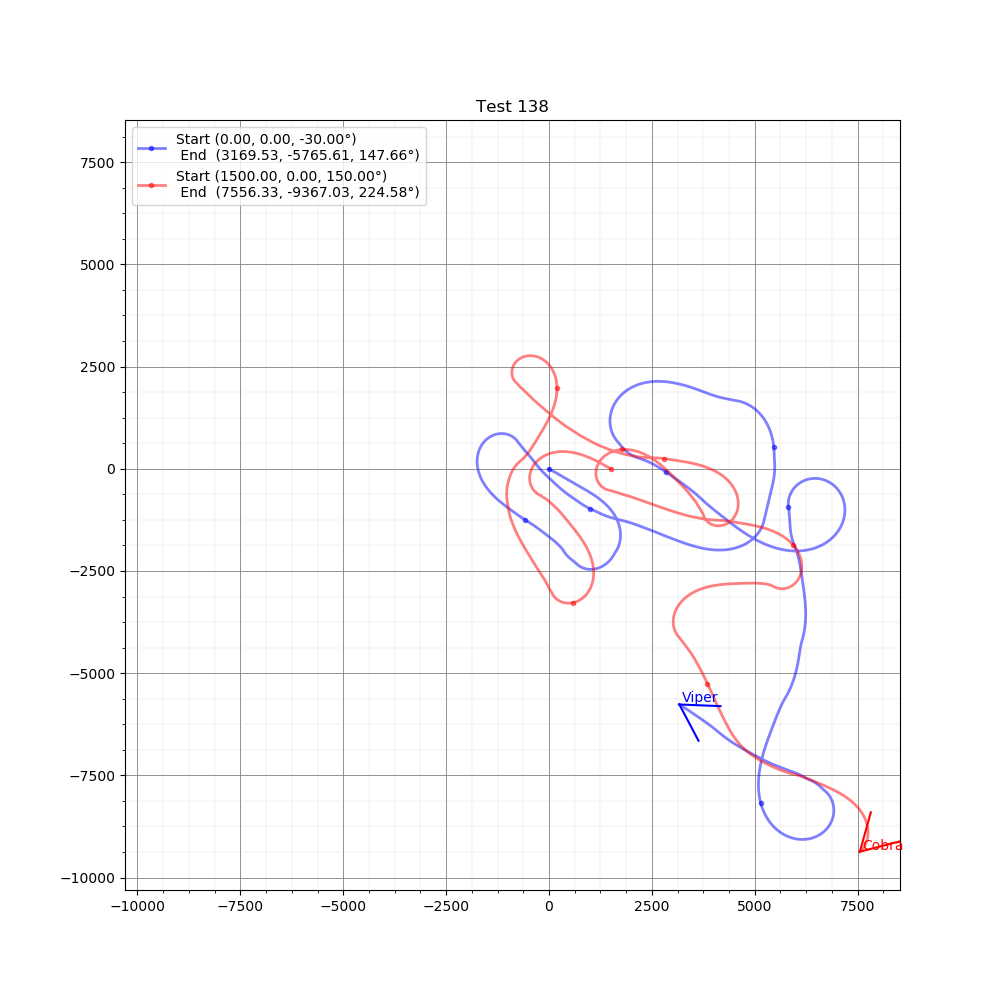 Test 138
Start (0.00, 0.00, -30.00°)
End  (3169.53, -5765.61, 147.66°)
Start (1500.00, 0.00, 150.00°)
End  (7556.33, -9367.03, 224.58°)
7500
5000
2500
0
−2500
−5000
−7500
−10000
Viper
Cobra
−10000 −7500 −5000 −2500 0 2500 5000 7500